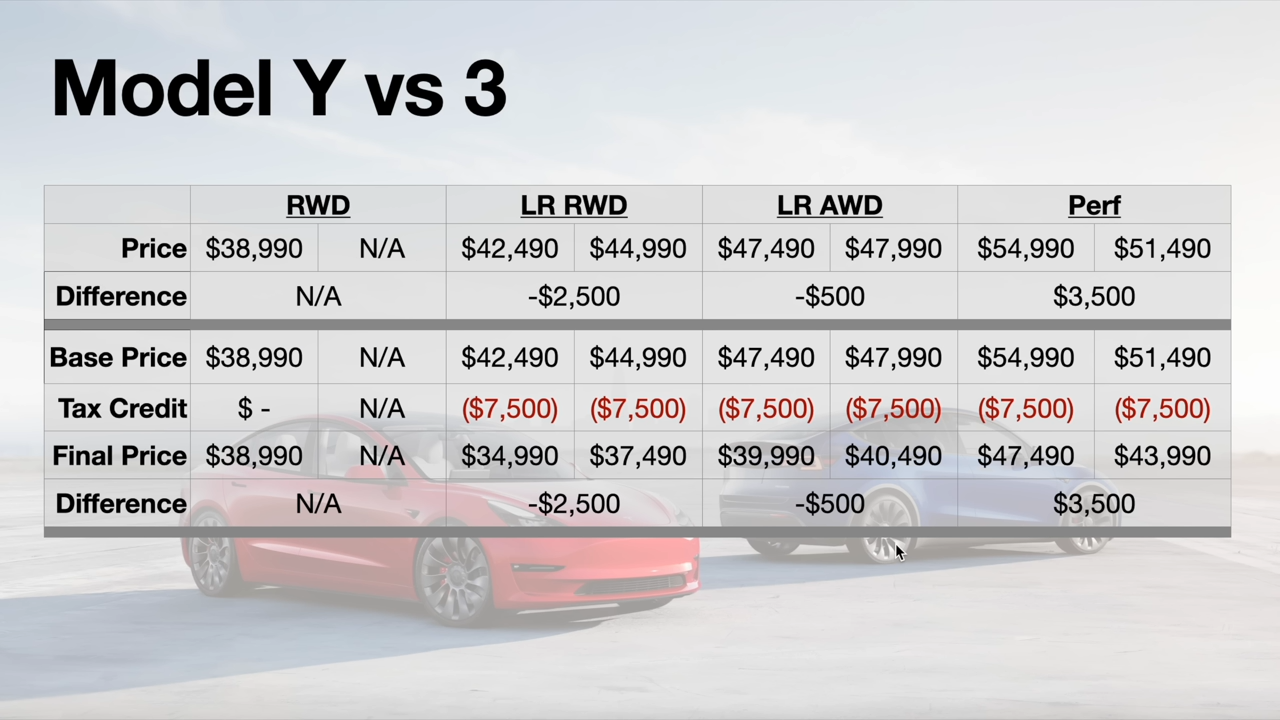 Model Y vs 3
RWD LR RWD LR AWD Perf
Price $38,990 N/A $42,490 $44,990 $47,490 $47,990 $54,990 $51,490
Difference N/A -$2,500 -$500 $3,500
Base Price $38,990 N/A $42,490 $44,990 $47,490 $47,990 $54,990 $51,490
Tax Credit $ - N/A ($7,500) ($7,500) ($7,500) ($7,500) ($7,500) ($7,500)
Final Price $38,990 N/A $34,990 $37,490 $39,990 $40,490 $47,490 $43,990
Difference N/A -$2,500 -$500 $3,500